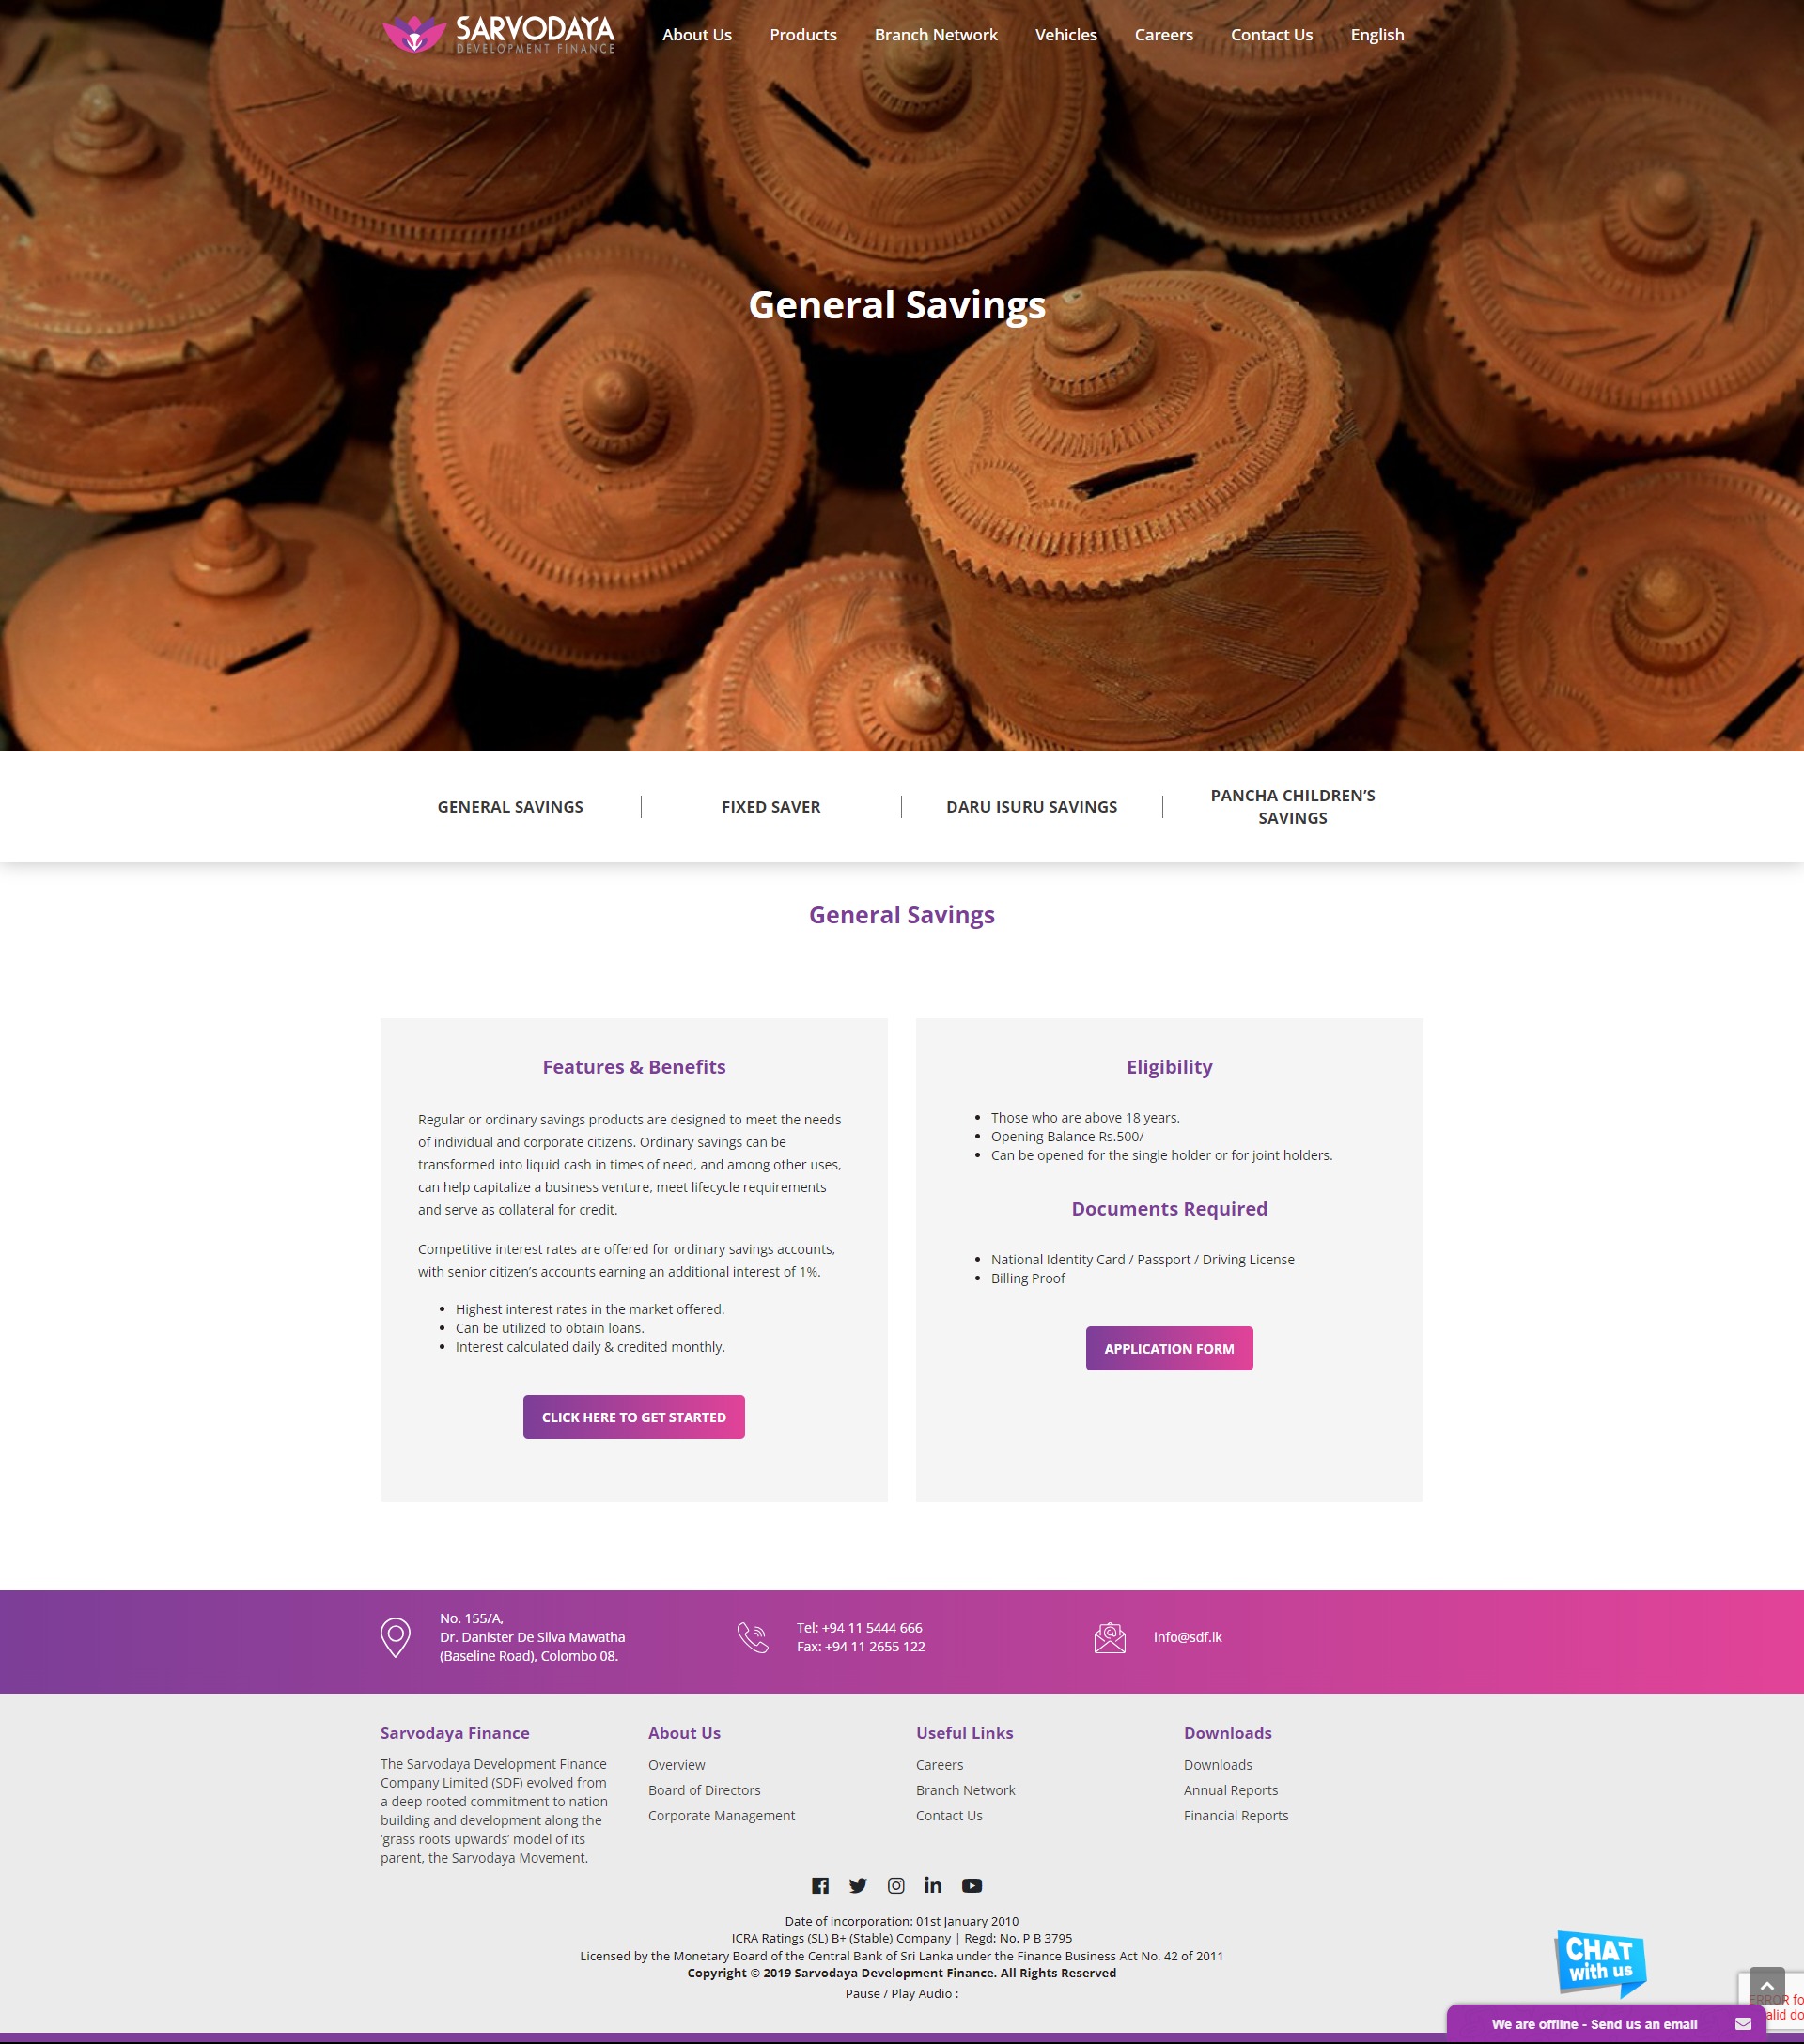 SARVODAYA
DEVELOPMENT FINANCE
About Us
Products
Branch Network
Vehicles
Careers
Contact Us
English
General Savings
GENERAL SAVINGS
FIXED SAVER
DARU ISURU SAVINGS
PANCHA CHILDREN’S
SAVINGS
General Savings
Features & Benefits
Regular or ordinary savings products are designed to meet the needs
of individual and corporate citizens. Ordinary savings can be
transformed into liquid cash in times of need, and among other uses,
can help capitalize a business venture, meet lifecycle requirements
and serve as collateral for credit.
Competitive interest rates are offered for ordinary savings accounts,
with senior citizen’s accounts earning an additional interest of 1%.
Highest interest rates in the market offered.
Can be utilized to obtain loans.
Interest calculated daily & credited monthly.
CLICK HERE TO GET STARTED
Eligibility
Those who are above 18 years.
Opening Balance Rs.500/-
Can be opened for the single holder or for joint holders.
Documents Required
National Identity Card / Passport / Driving License
Billing Proof
APPLICATION FORM
No. 155/A,
Dr. Danister De Silva Mawatha
(Baseline Road), Colombo 08.
Tel: +94 11 5444 666
Fax: +94 11 2655 122
info@sdf.lk
Sarvodaya Finance
The Sarvodaya Development Finance
Company Limited (SDF) evolved from
a deep rooted commitment to nation
building and development along the
‘grass roots upwards’ model of its
parent, the Sarvodaya Movement.
About Us
Overview
Board of Directors
Corporate Management
Useful Links
Careers
Branch Network
Contact Us
Downloads
Downloads
Annual Reports
Financial Reports
Date of incorporation: 01st January 2010
ICRA Ratings (SL) B+ (Stable) Company | Regd: No. P B 3795
Licensed by the Monetary Board of the Central Bank of Sri Lanka under the Finance Business Act No. 42 of 2011
Copyright © 2019 Sarvodaya Development Finance. All Rights Reserved
Pause / Play Audio :
CHAT
with us
ERROR fo
alid do
We are offline - Send us an email